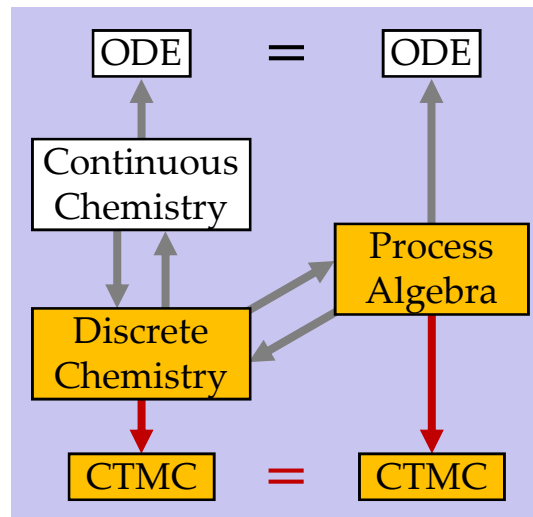 ODE = ODE
Continuous
Chemistry
Process
Algebra
Discrete
Chemistry
CTMC = CTMC